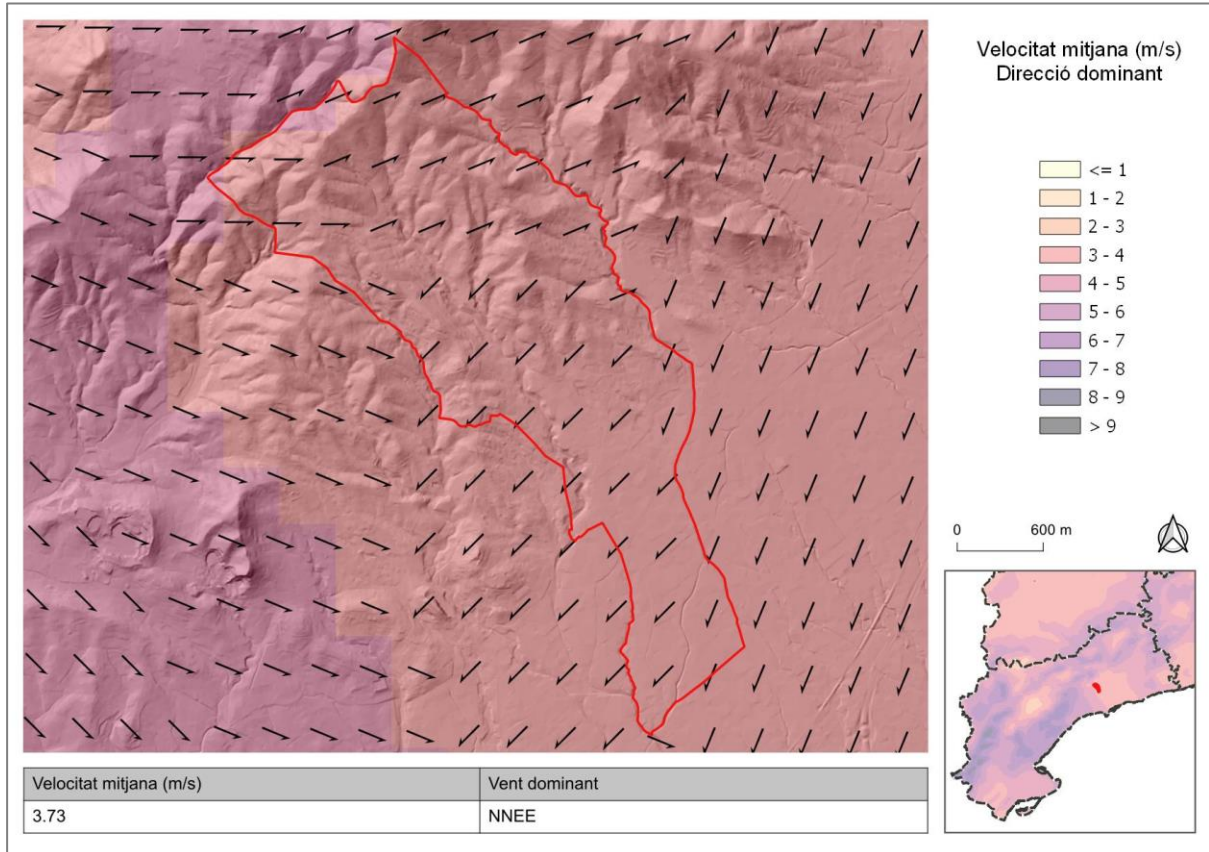 Velocitat mitjana (m/s)
Direcció dominant
<= 1
1 - 2
2 - 3
3 - 4
4 - 5
5 - 6
6 - 7
7 - 8
8 - 9
> 9
0 600 m
Velocitat mitjana (m/s) Vent dominant
3.73 NNEE